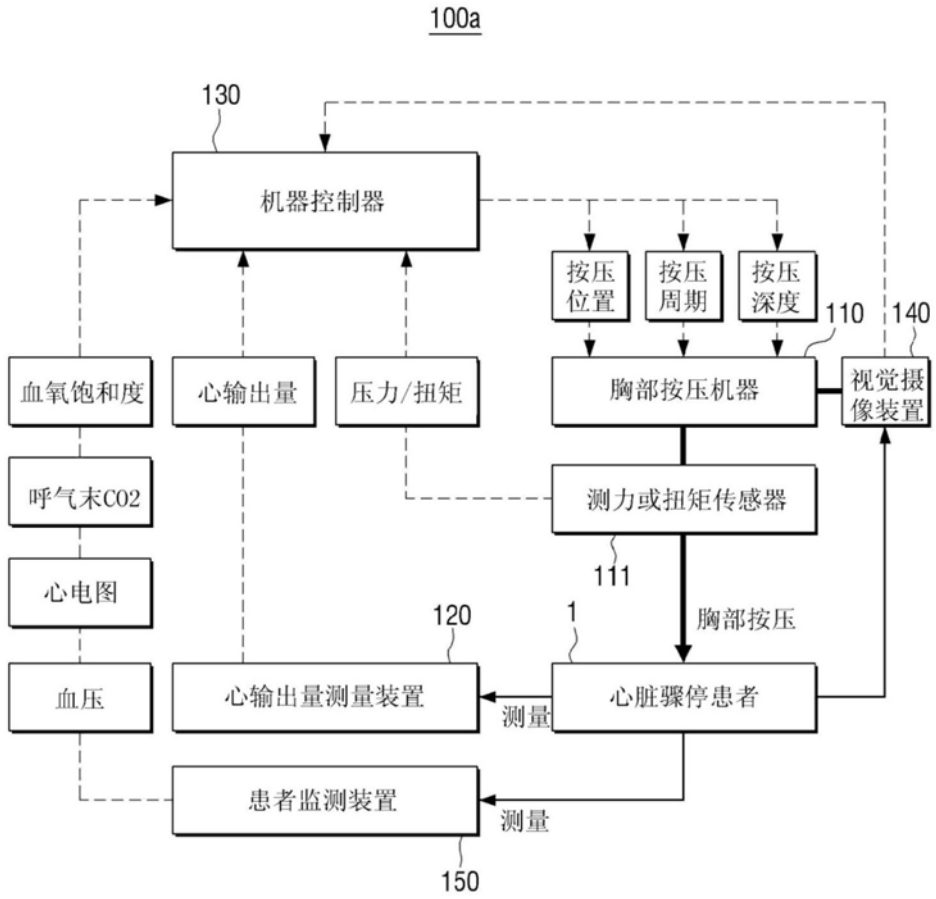 100a
130
机器控制器
按压
位置
按压
周期
按压
深度
110
140
血氧饱和度
心输出量
压力/扭矩
胸部按压机器
视觉摄
像装置
呼气末CO2
测力或扭矩传感器
111
心电图
胸部按压
120
1
血压
心输出量测量装置
测量
心脏骤停患者
患者监测装置
测量
150